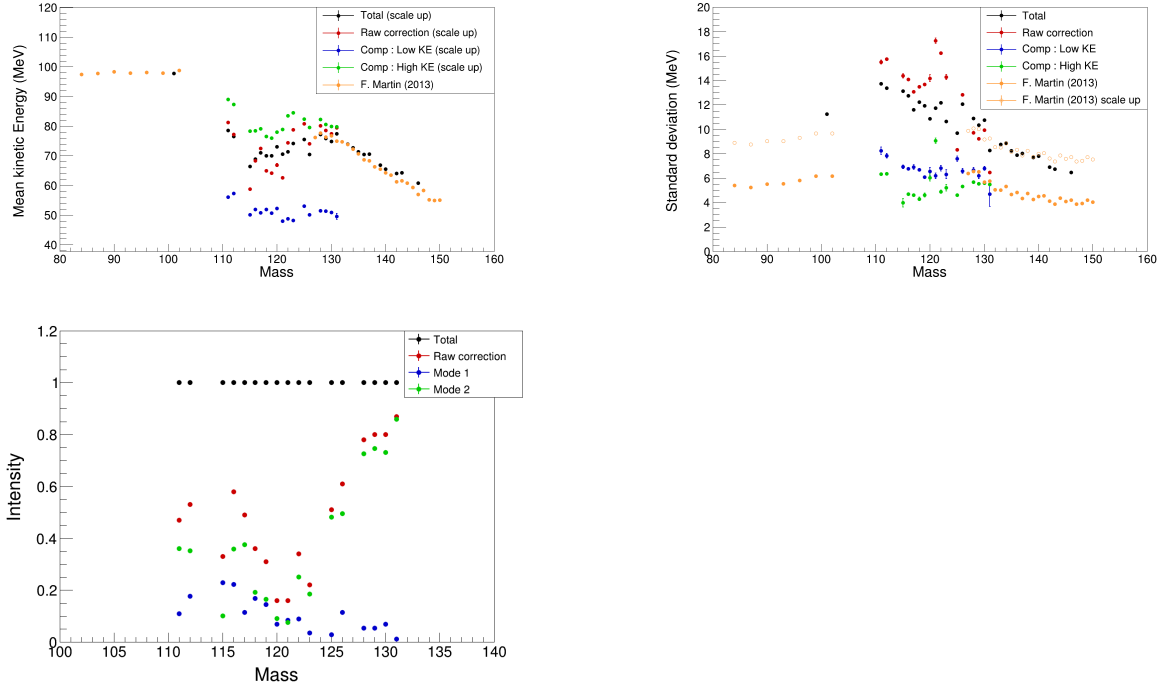 Mean kinetic Energy (MeV)
120
110
100
90
80
70
60
50
40
80 90 100 110 120 130 140 150 160
Mass
Total (scale up)
Raw correction (scale up)
Comp : Low KE (scale up)
Comp : High KE (scale up)
F. Martin (2013)
Standard deviation (MeV)
20
18
16
14
12
10
8
6
4
2
0
80 90 100 110 120 130 140 150 160
Mass
Total
Raw correction
Comp : Low KE
Comp : High KE
F. Martin (2013)
F. Martin (2013) scale up
Intensity
1.2
1
0.8
0.6
0.4
0.2
0
100 105 110 115 120 125 130 135 140
Mass
Total
Raw correction
Mode 1
Mode 2